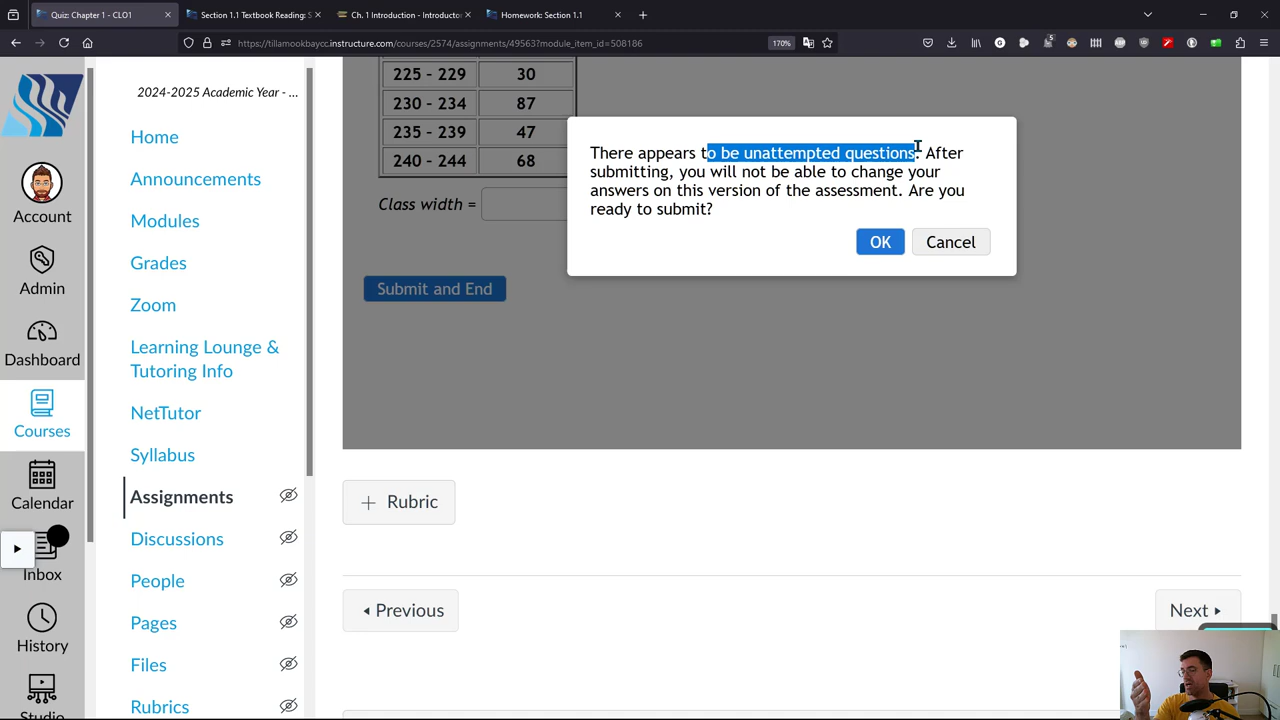 Quiz: Chapter 1 - CLO1
Section 1.1 Textbook Reading: S
Ch. 1 Introduction - Introductor
Homework: Section 1.1
https://tillamookbaycc.instructure.com/courses/2574/assignments/49563?module_item_id=508186
170%
2024-2025 Academic Year - ...
Home
Announcements
Modules
Grades
Zoom
Learning Lounge &
Tutoring Info
NetTutor
Syllabus
Assignments
Discussions
People
Pages
Files
Rubrics
Account
Admin
Dashboard
Courses
Calendar
Inbox
History
Studio
225 - 229 30
230 - 234 87
235 - 239 47
240 - 244 68
Class width =
Submit and End
There appears to be unattempted questions. After
submitting, you will not be able to change your
answers on this version of the assessment. Are you
ready to submit?
OK
Cancel
+ Rubric
Previous
Next